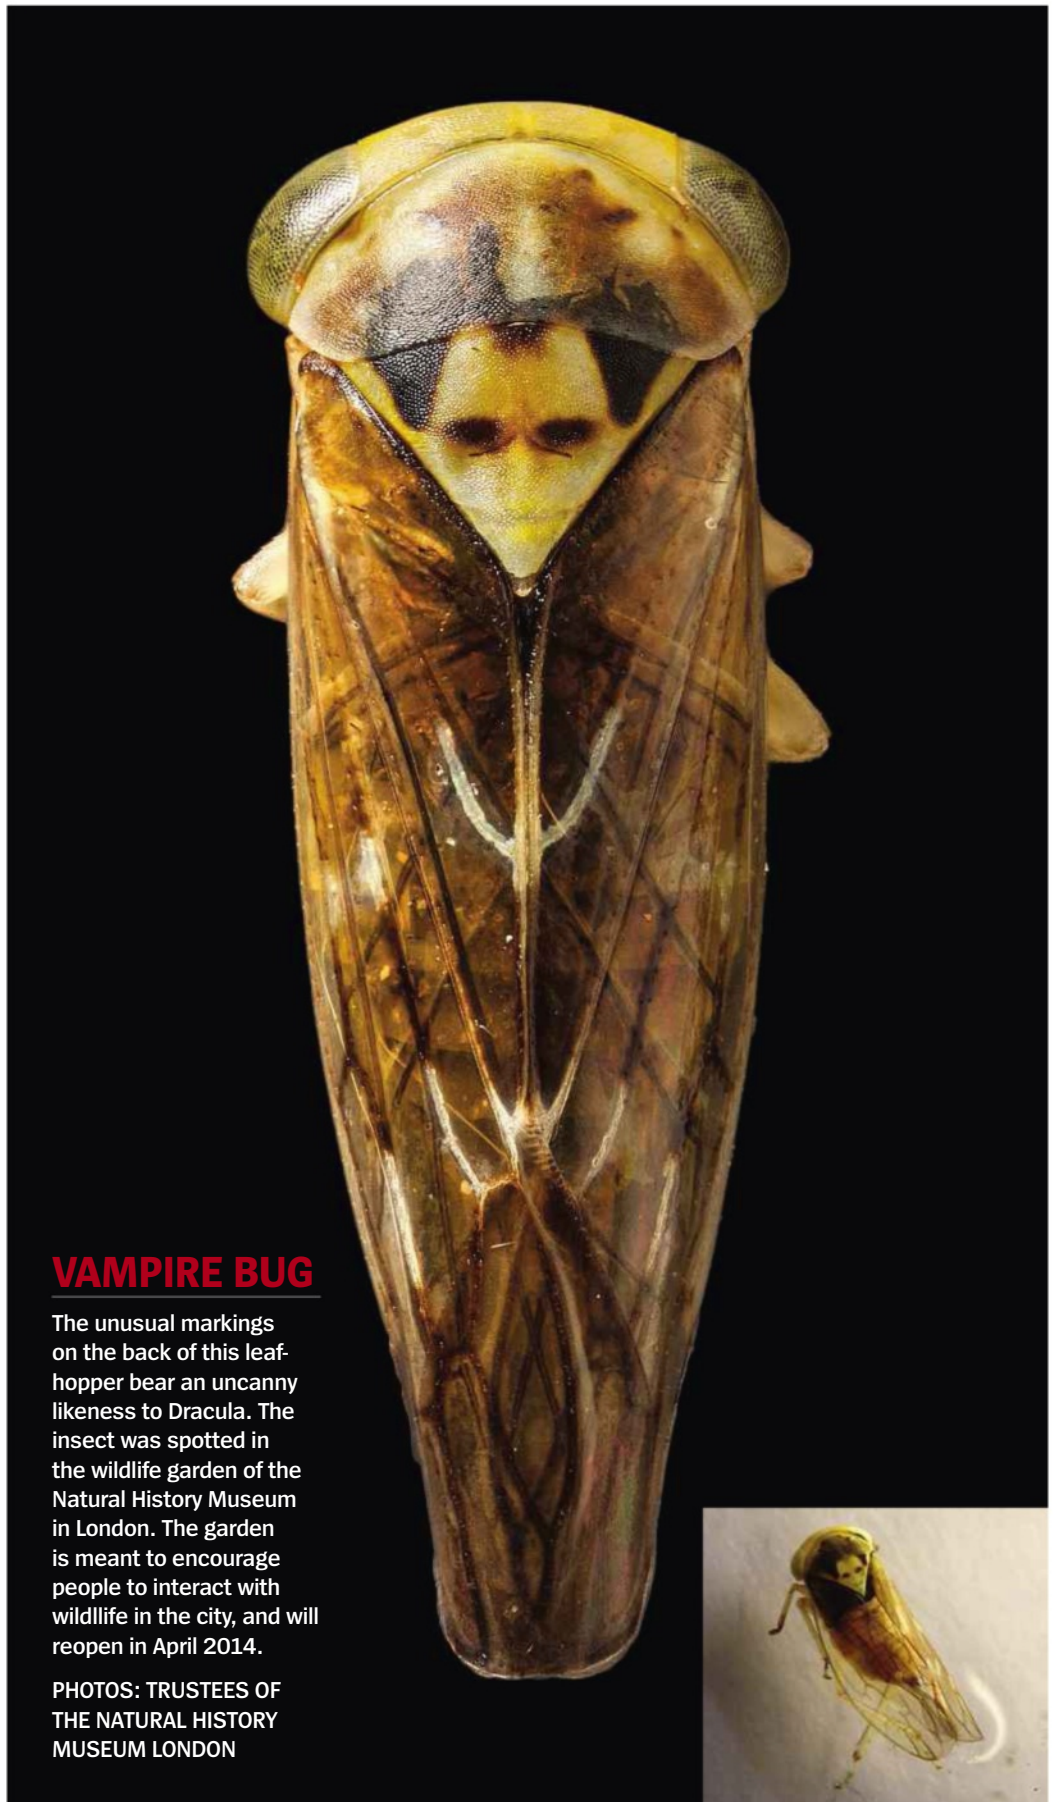 VAMPIRE BUG
The unusual markings
on the back of this leaf-
hopper bear an uncanny
likeness to Dracula. The
insect was spotted in
the wildlife garden of the
Natural History Museum
in London. The garden
is meant to encourage
people to interact with
wildllife in the city, and will
reopen in April 2014.
PHOTOS: TRUSTEES OF
THE NATURAL HISTORY
MUSEUM LONDON